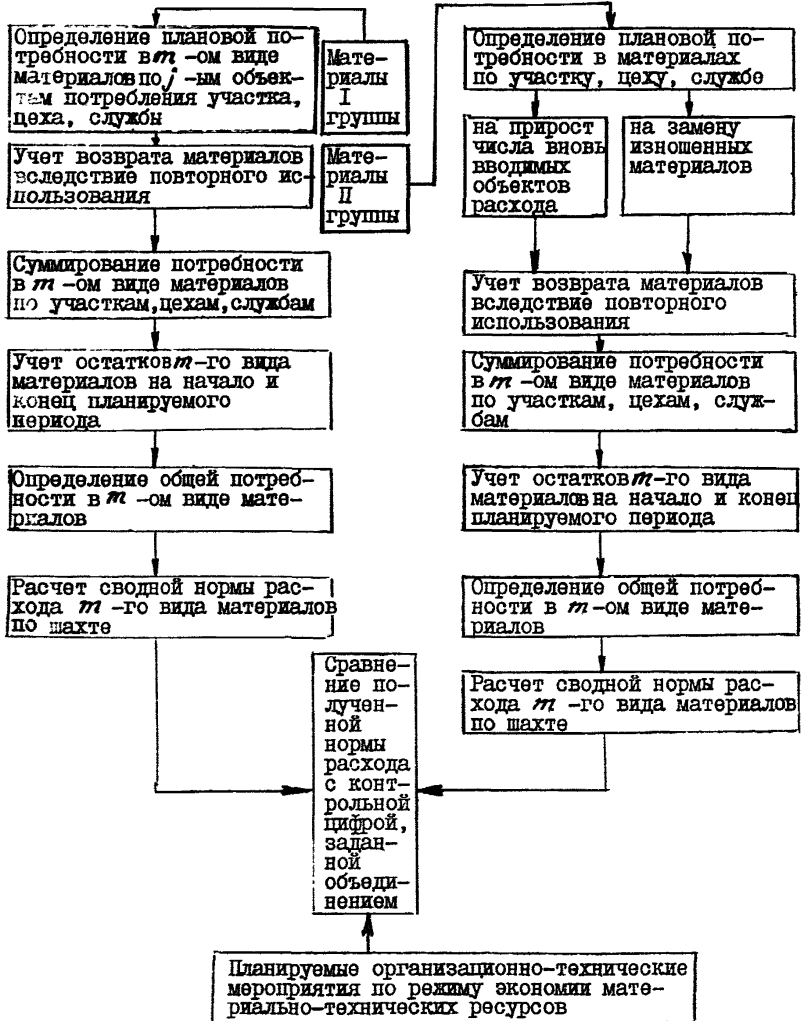 Определение плановой по-
требности в m -ом виде
материалов по j -ым объек-
там потребления участка,
цеха, службы
Мате-
риалы
I
группы
Учет возврата материалов
вследствие повторного ис-
пользования
Мате-
риалы
II
группы
Суммирование потребности
в m -ом виде материалов
по участкам,цехам,службам
Учет остатков m-го вида
материалов на начало и
конец планируемого
периода
Определение общей потреб-
ности в m -ом виде мате-
риалов
Расчет сводной нормы рас-
хода m -го вида материалов
по шахте
Определение плановой по-
требности в материалах
по участку, цеху, службе
на прирост
числа вновь
вводимых
объектов
расхода
на замену
изношенных
материалов
Учет возврата материалов
вследствие повторного
использования
Суммирование потребности
в m -ом виде материалов
по участкам, цехам, служ-
бам
Учет остатков m-го вида
материалов на начало и конец
планируемого периода
Определение общей потреб-
ности в m-ом виде мате-
риалов
Расчет сводной нормы рас-
хода m -го вида материалов
по шахте
Сравне-
ние по-
лучен-
ной
нормы
расхода
с конт-
рольной
цифрой,
задан-
ной
объеди-
нением
Планируемые организационно-технические
мероприятия по режиму экономии мате-
риально-технических ресурсов